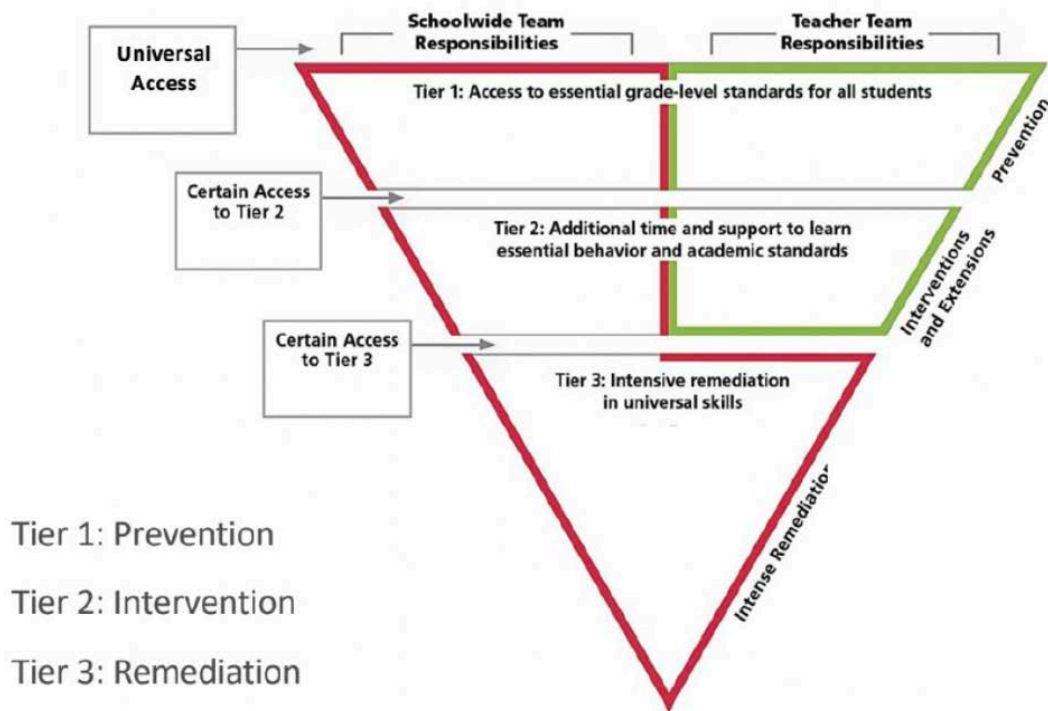 Schoolwide Team
Responsibilities
Teacher Team
Responsibilities
Universal
Access
Tier 1: Access to essential grade-level standards for all students
Prevention
Certain Access
to Tier 2
Tier 2: Additional time and support to learn
essential behavior and academic standards
Interventions
and Extensions
Certain Access
to Tier 3
Tier 3: Intensive remediation
in universal skills
Intense Remediation
Tier 1: Prevention
Tier 2: Intervention
Tier 3: Remediation